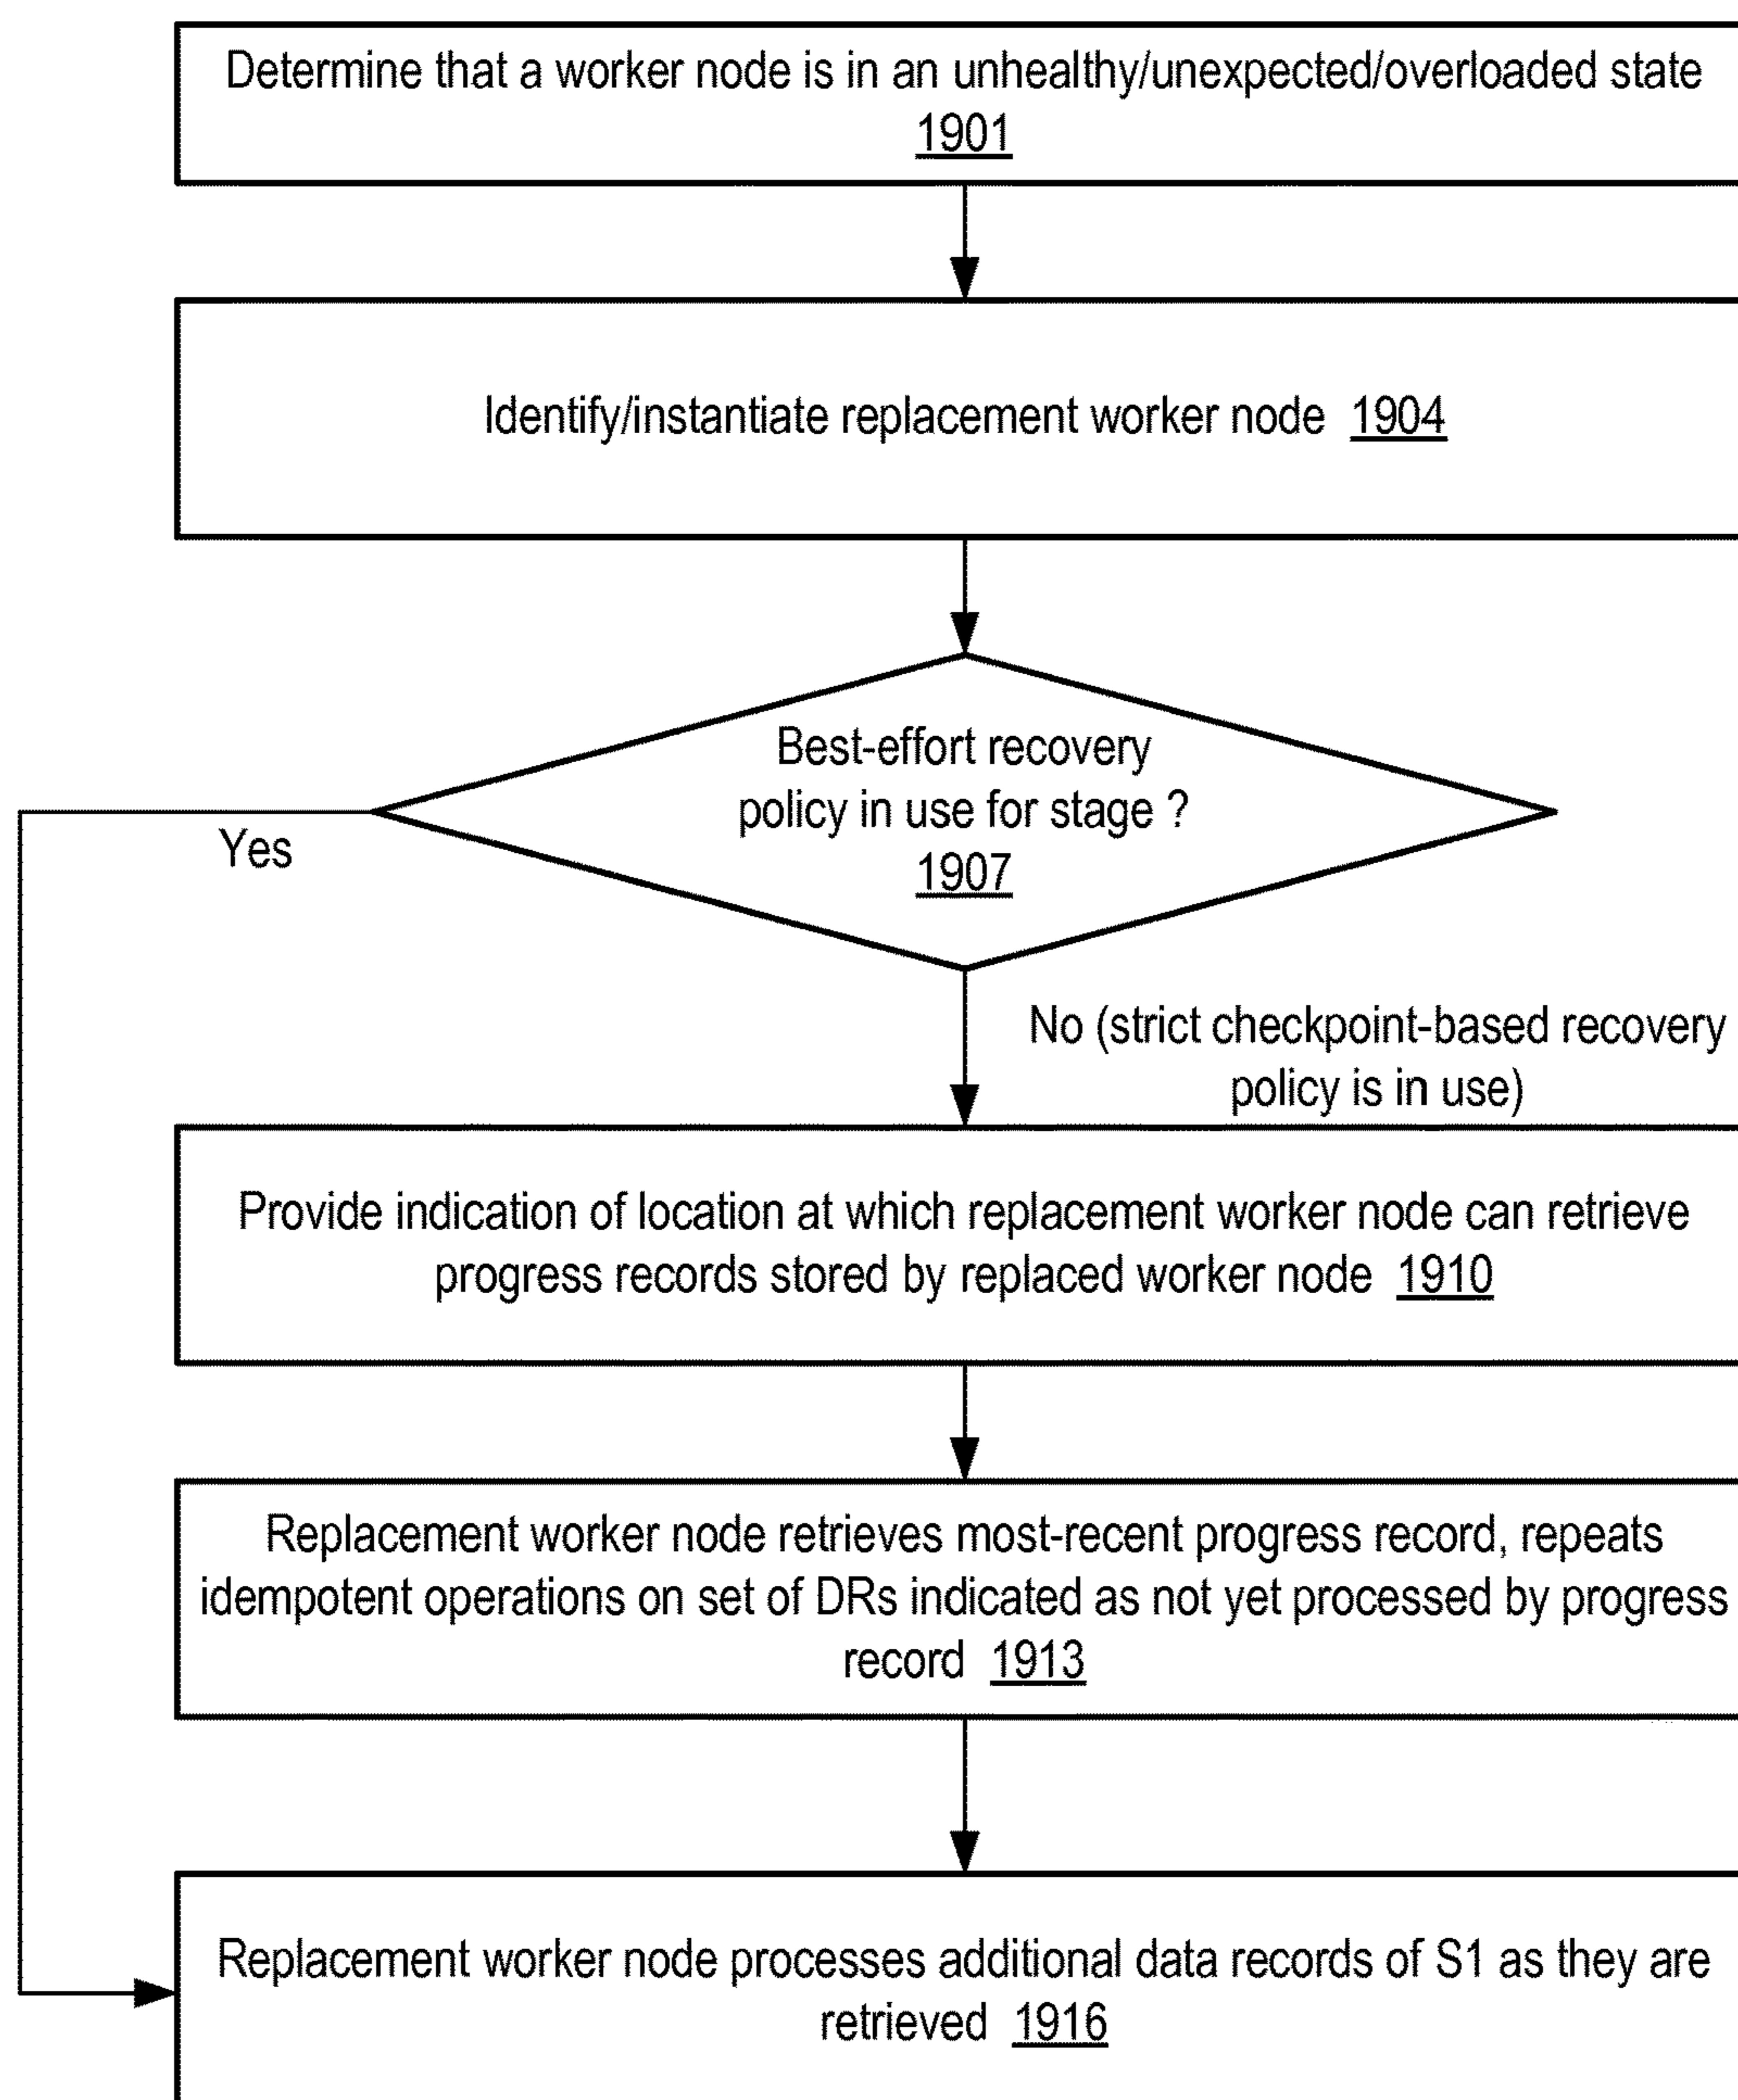 Determine that a worker node is in an unhealthy/unexpected/overloaded state
1901
Identify/instantiate replacement worker node 1904
Best-effort recovery
policy in use for stage ?
1907
Yes
No (strict checkpoint-based recovery
policy is in use)
Provide indication of location at which replacement worker node can retrieve
progress records stored by replaced worker node 1910
Replacement worker node retrieves most-recent progress record, repeats
idempotent operations on set of DRs indicated as not yet processed by progress
record 1913
Replacement worker node processes additional data records of S1 as they are
retrieved 1916